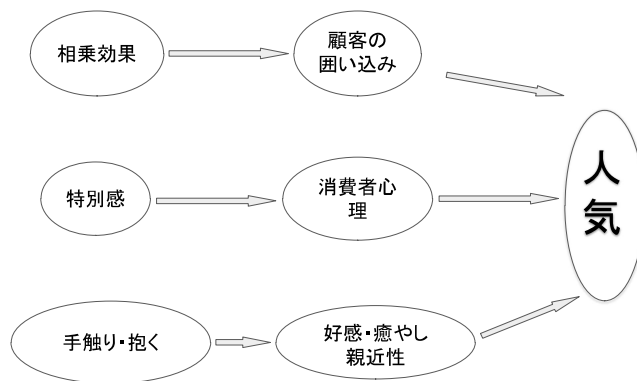 相乗効果
顧客の
囲い込み
特別感
消費者心
理
手触り・抱く
好感・癒やし
親近性
人
気